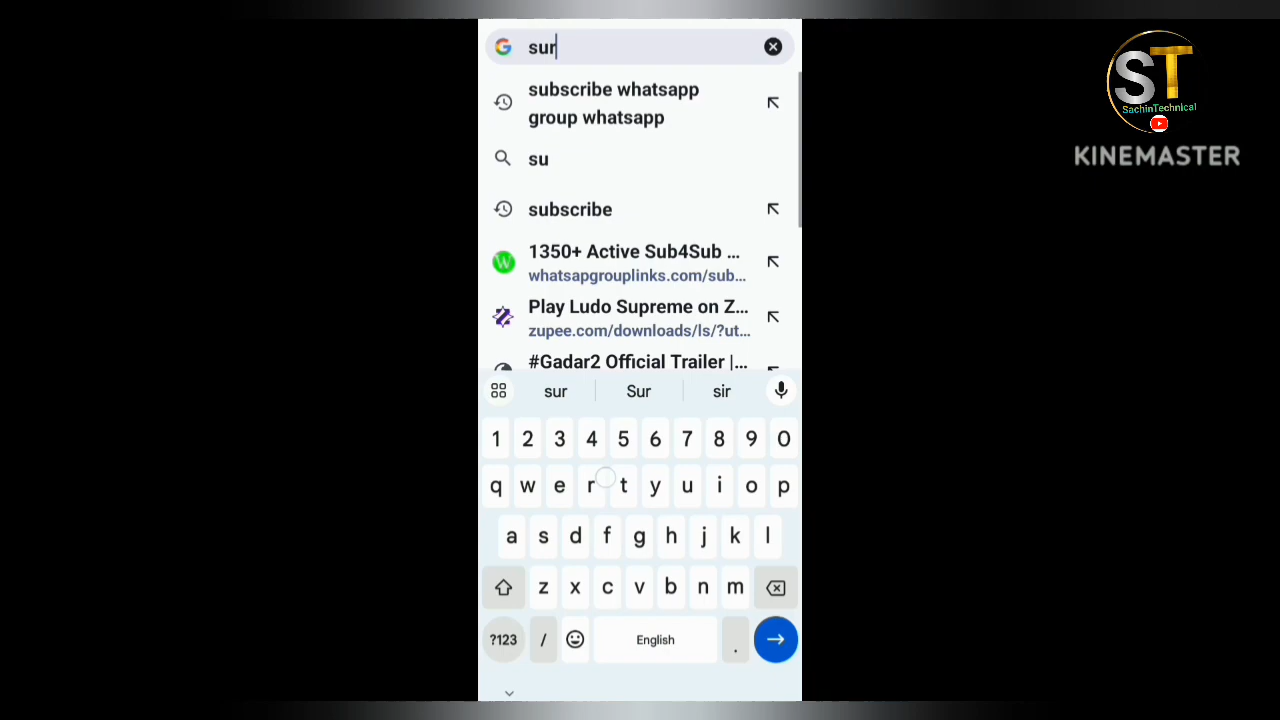 sur
subscribe whatsapp
group whatsapp
su
subscribe
1350+ Active Sub4Sub ...
whatsapgrouplinks.com/sub...
Play Ludo Supreme on Z...
zupee.com/downloads/ls/?ut...
#Gadar2 Official Trailer |...
sur Sur sir
1 2 3 4 5 6 7 8 9 0
q w e r t y u i o p
a s d f g h j k l
z x c v b n m
?123 / English .
ST
SachinTechnical
KINEMASTER